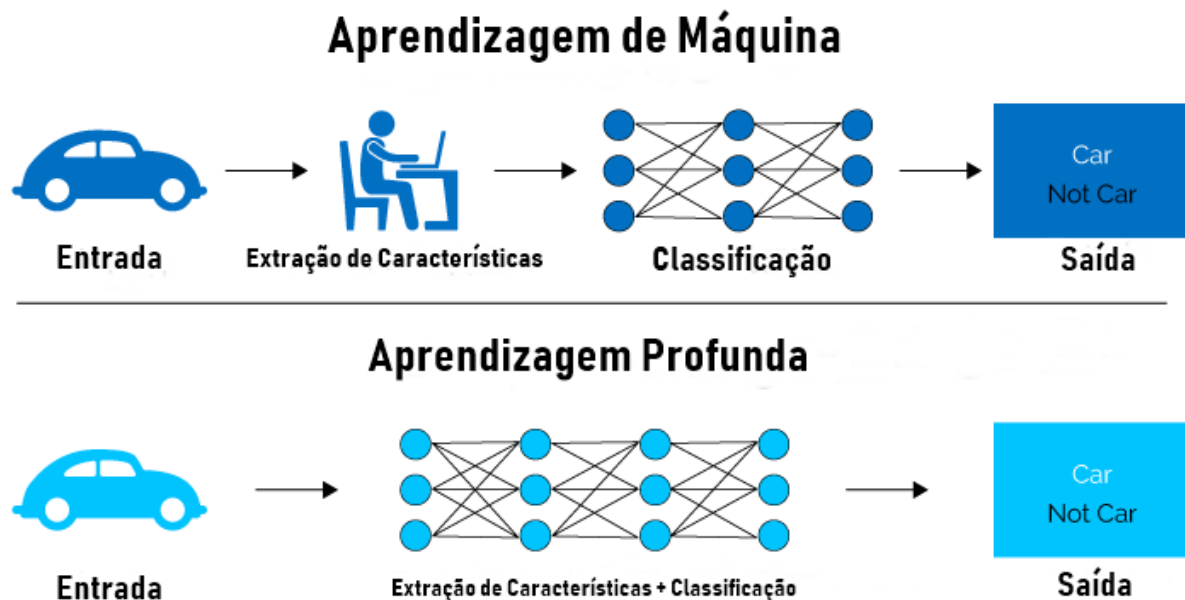 Aprendizagem de Máquina
Car
Not Car
Entrada
Extração de Características
Classificação
Saída
Aprendizagem Profunda
Car
Not Car
Entrada
Extração de Características + Classificação
Saída